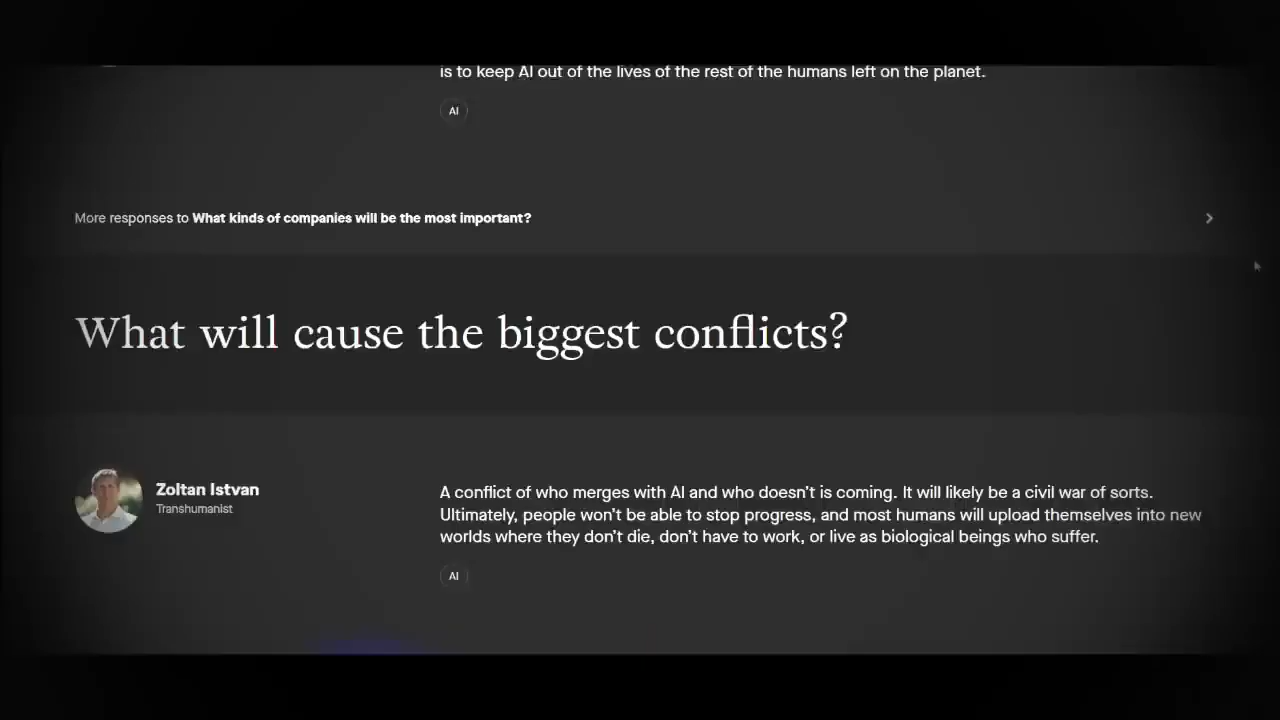 is to keep AI out of the lives of the rest of the humans left on the planet.
AI
More responses to What kinds of companies will be the most important?
What will cause the biggest conflicts?
Zoltan Istvan
Transhumanist
A conflict of who merges with AI and who doesn't is coming. It will likely be a civil war of sorts.
Ultimately, people won't be able to stop progress, and most humans will upload themselves into new
worlds where they don't die, don't have to work, or live as biological beings who suffer.
AI